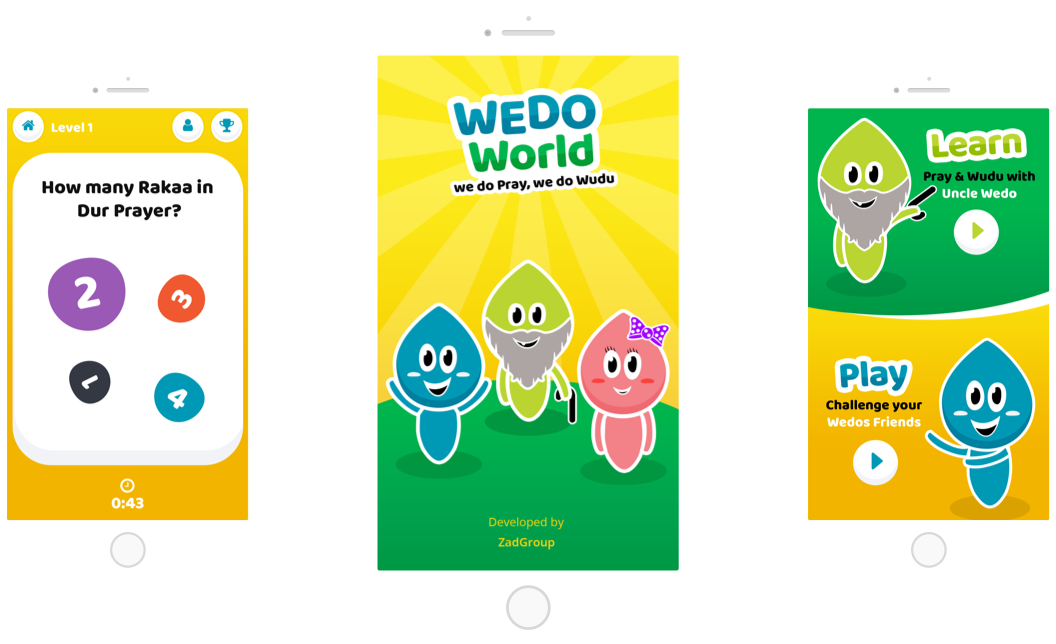 Level 1
How many Rakaa in
Dur Prayer?
2
3
1
4
0:43
WEDO
World
we do Pray, we do Wudu
Developed by
ZadGroup
Learn
Pray & Wudu with
Uncle Wedo
Play
Challenge your
Wedos Friends